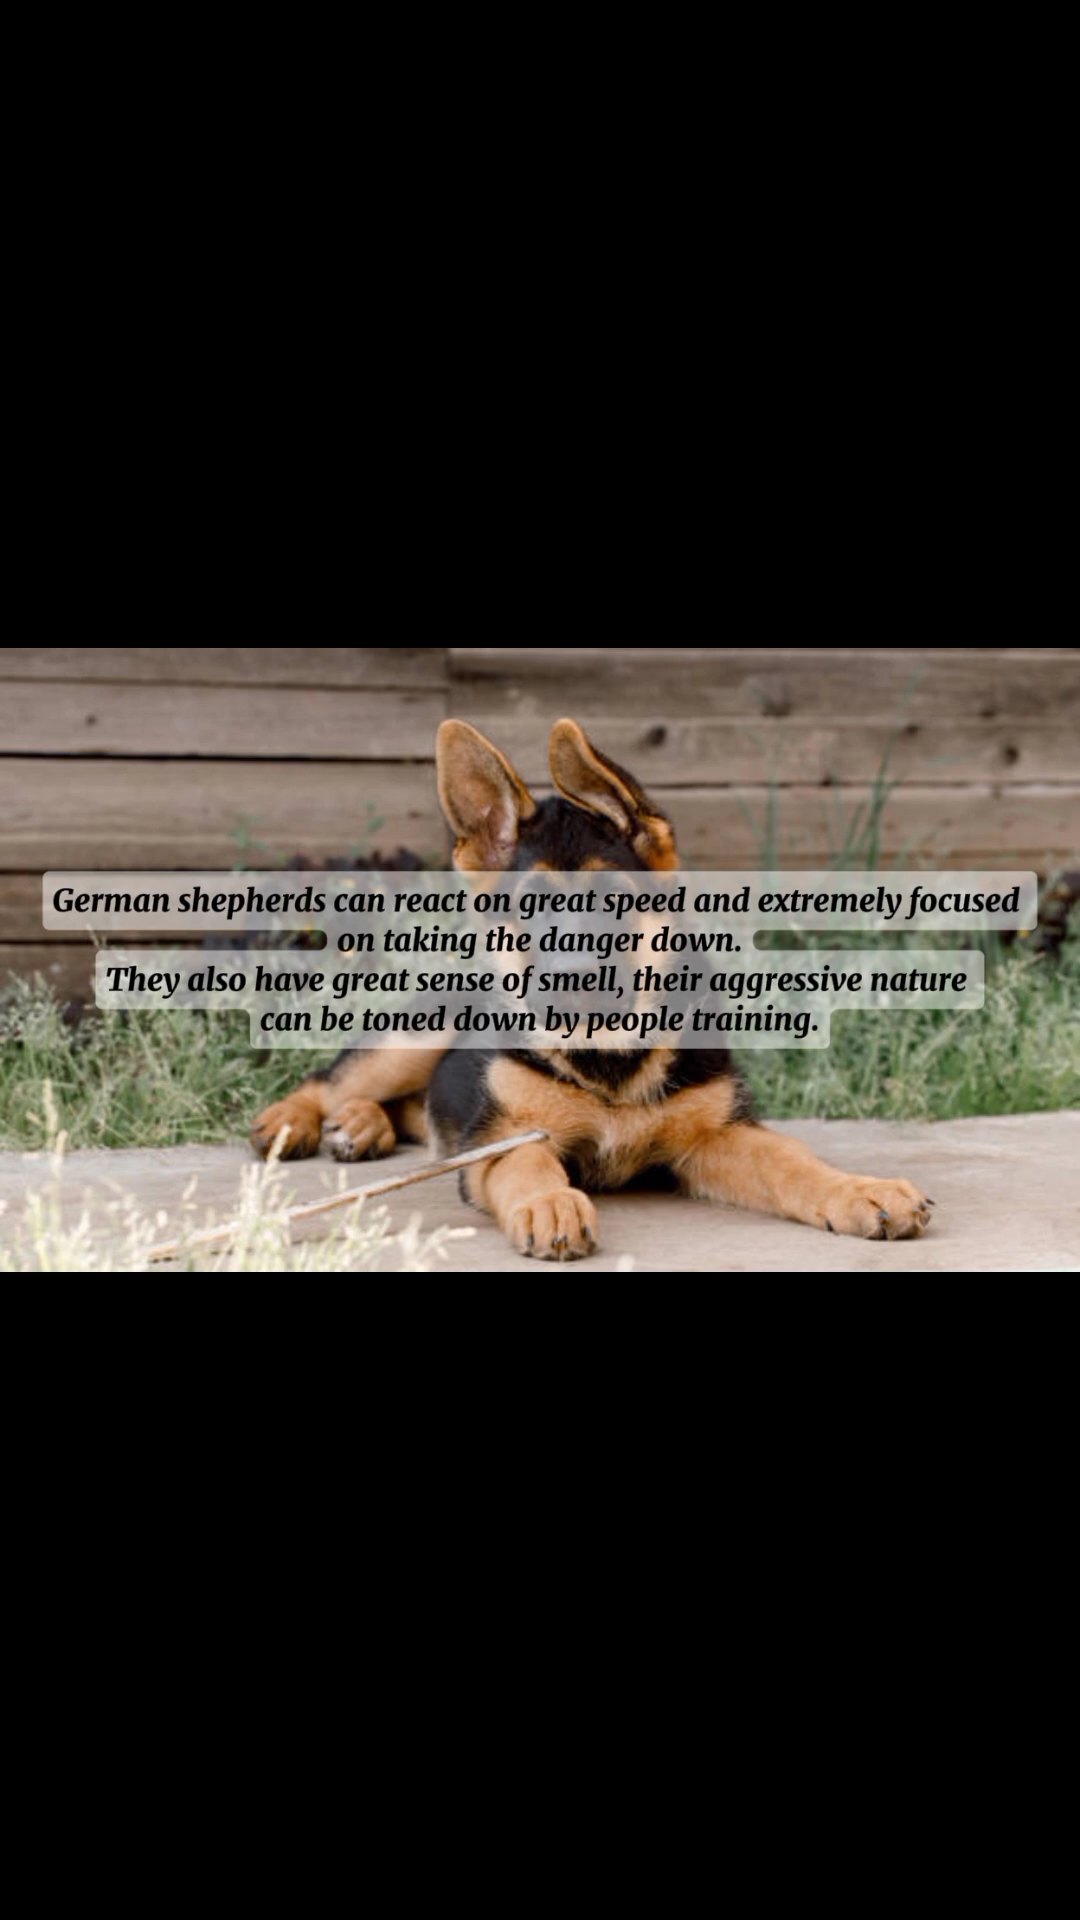 German shepherds can react on great speed and extremely focused
on taking the danger down.
They also have great sense of smell, their aggressive nature
can be toned down by people training.